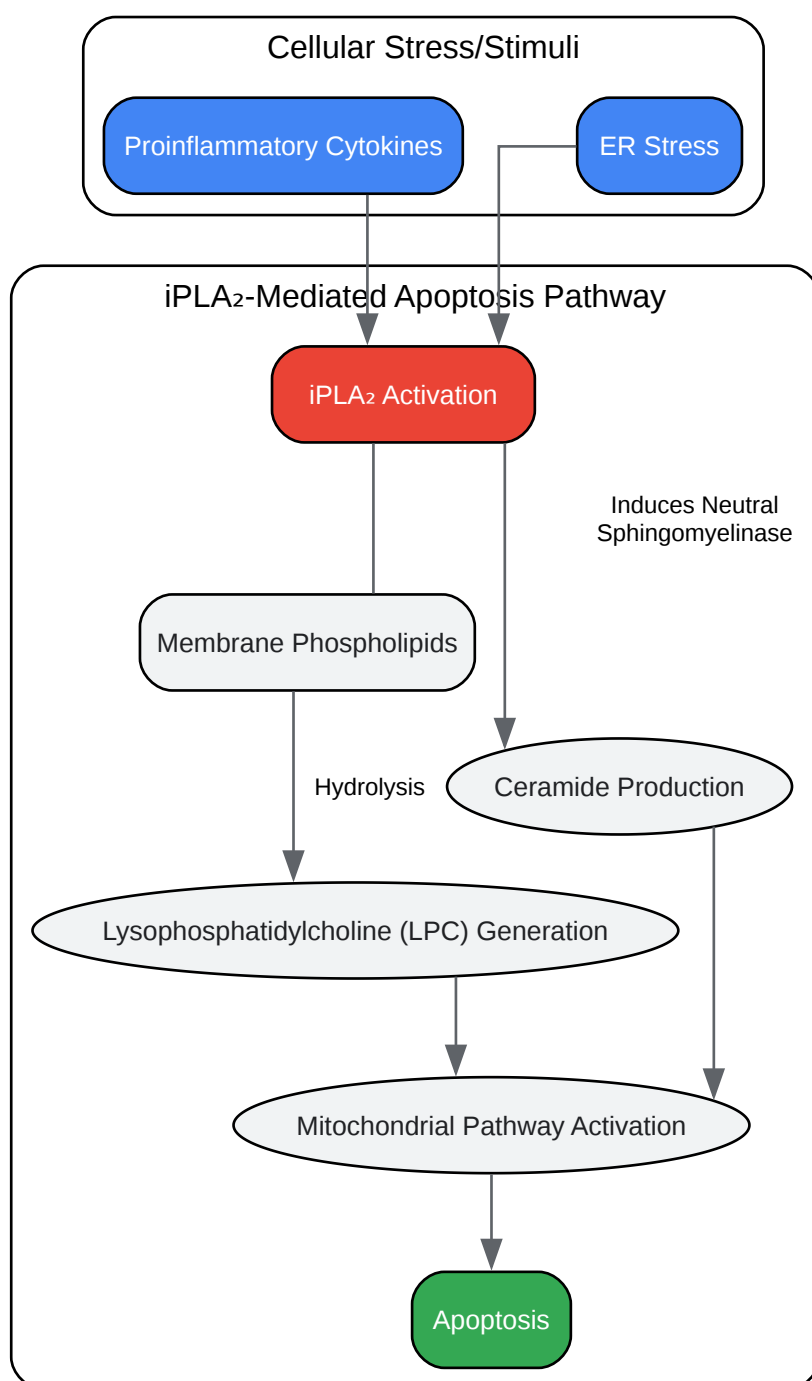 Cellular Stress/Stimuli
Proinflammatory Cytokines
ER Stress
iPLA₂-Mediated Apoptosis Pathway
iPLA₂ Activation
Induces Neutral
Sphingomyelinase
Membrane Phospholipids
Hydrolysis
Ceramide Production
Lysophosphatidylcholine (LPC) Generation
Mitochondrial Pathway Activation
Apoptosis